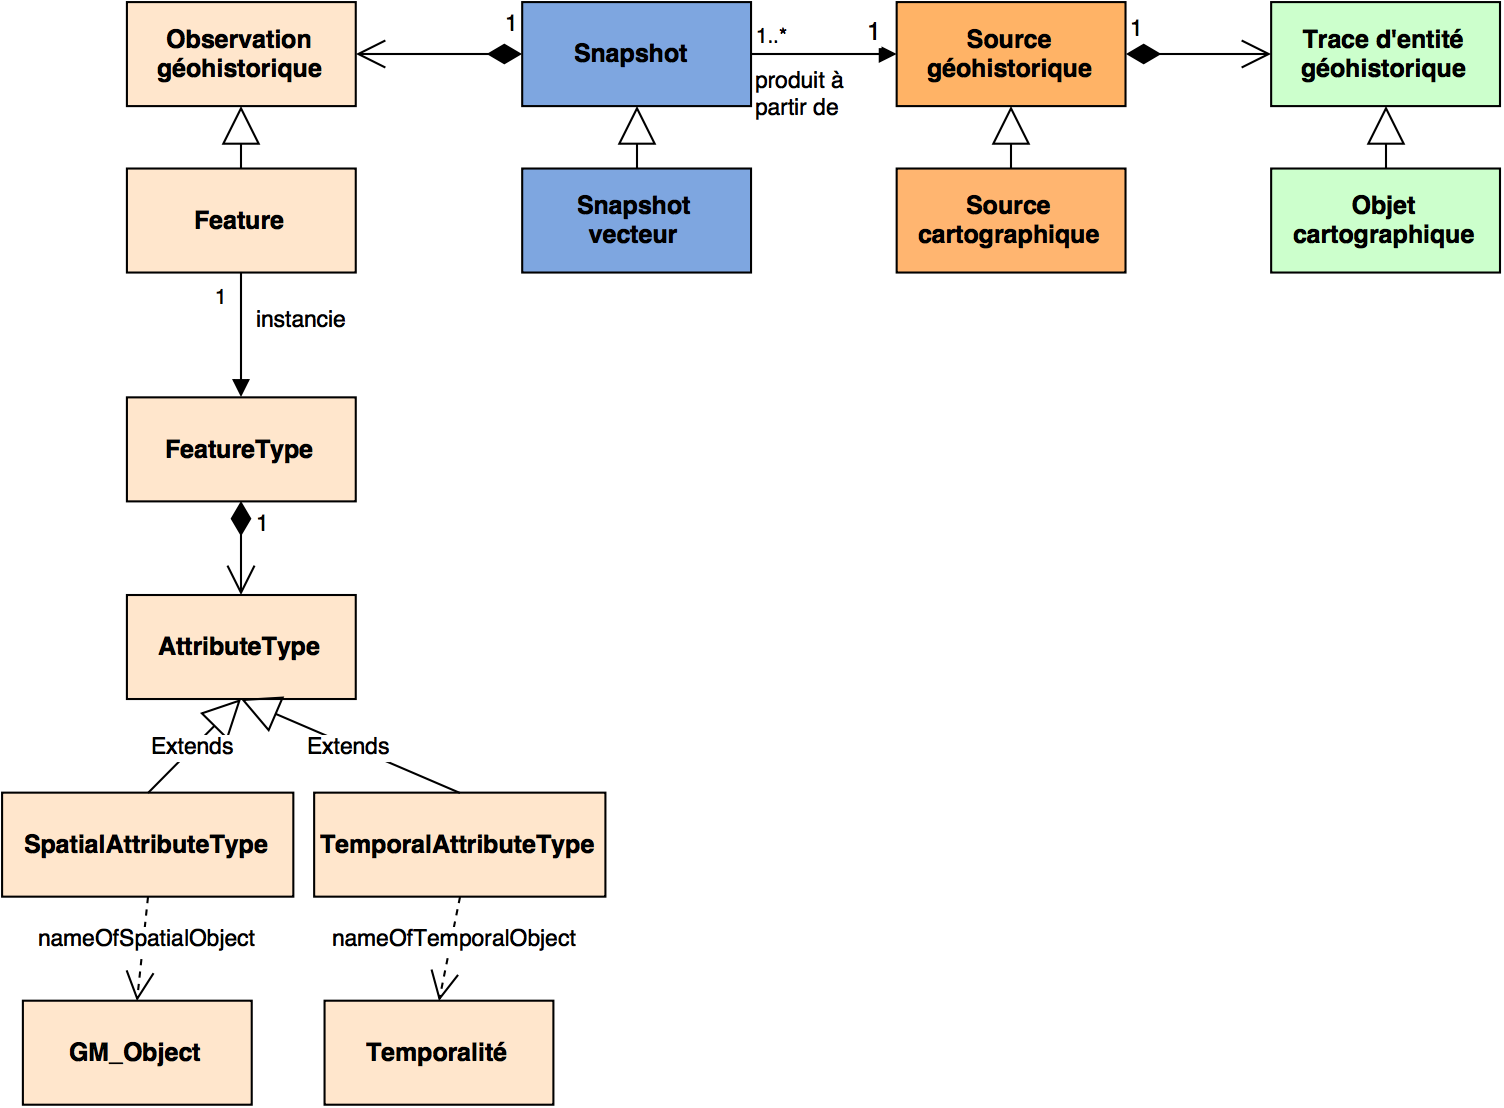 Observation
géohistorique
1
Snapshot
1..*
1
produit à
partir de
Source
géohistorique
1
Trace d'entité
géohistorique
Feature
Snapshot
vecteur
Source
cartographique
Objet
cartographique
1
instancie
FeatureType
1
AttributeType
Extends
Extends
SpatialAttributeType
TemporalAttributeType
nameOfSpatialObject
nameOfTemporalObject
GM_Object
Temporalité